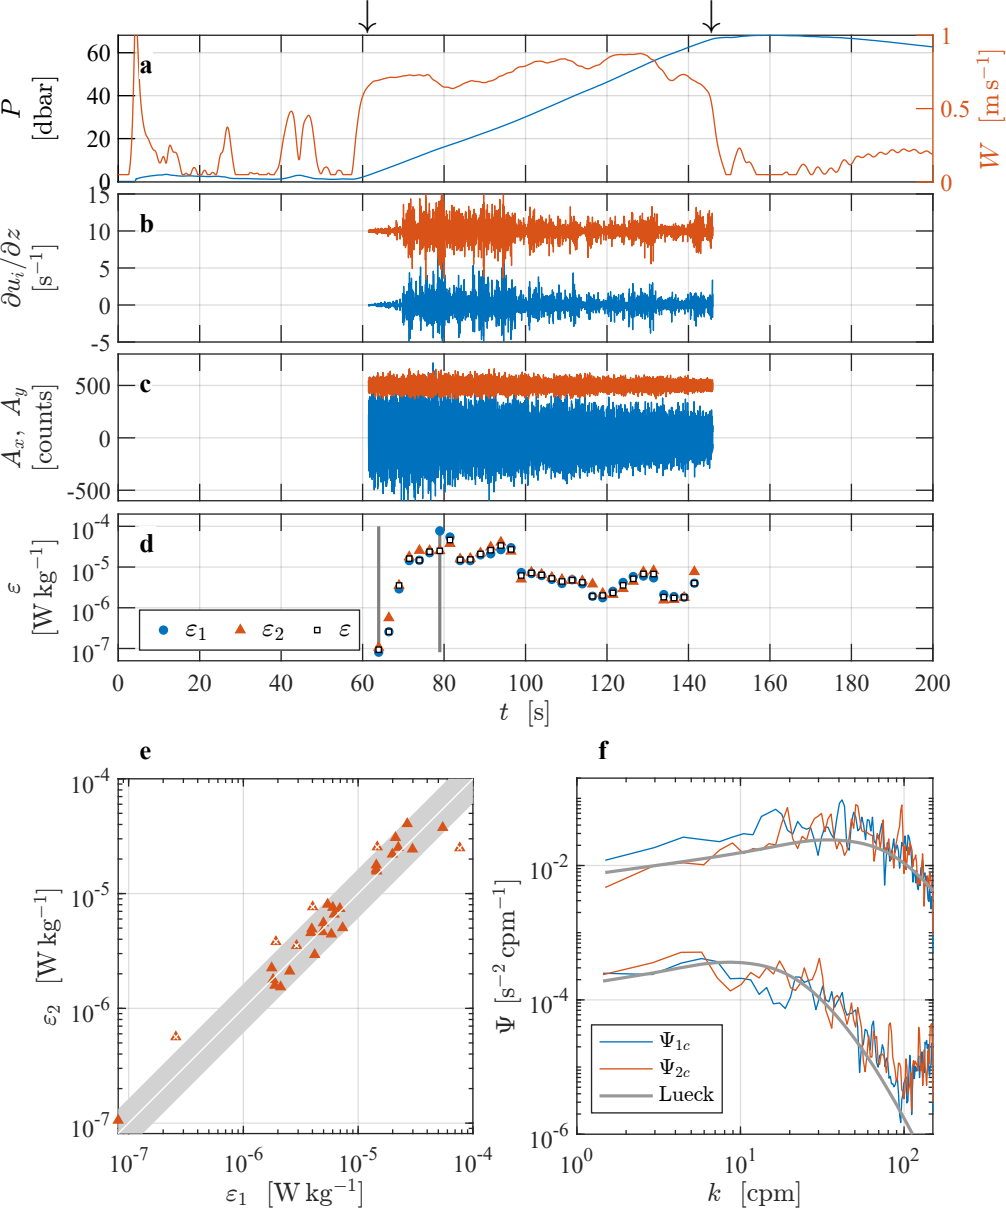 a
P [dbar]
60
40
20
0
1
0.5
0
W [m s⁻¹]
b
∂u_i/∂z [s⁻¹]
15
10
5
0
-5
c
A_x, A_y [counts]
500
0
-500
d
ε [W kg⁻¹]
10⁻⁴
10⁻⁵
10⁻⁶
10⁻⁷
ε₁ ε₂ ε
0 20 40 60 80 100 120 140 160 180 200
t [s]
e
ε₂ [W kg⁻¹]
10⁻⁴
10⁻⁵
10⁻⁶
10⁻⁷
10⁻⁷ 10⁻⁶ 10⁻⁵ 10⁻⁴
ε₁ [W kg⁻¹]
f
Ψ [s⁻² cpm⁻¹]
10⁻²
10⁻⁴
10⁻⁶
Ψ₁c
Ψ₂c
Lueck
10⁰ 10¹ 10²
k [cpm]